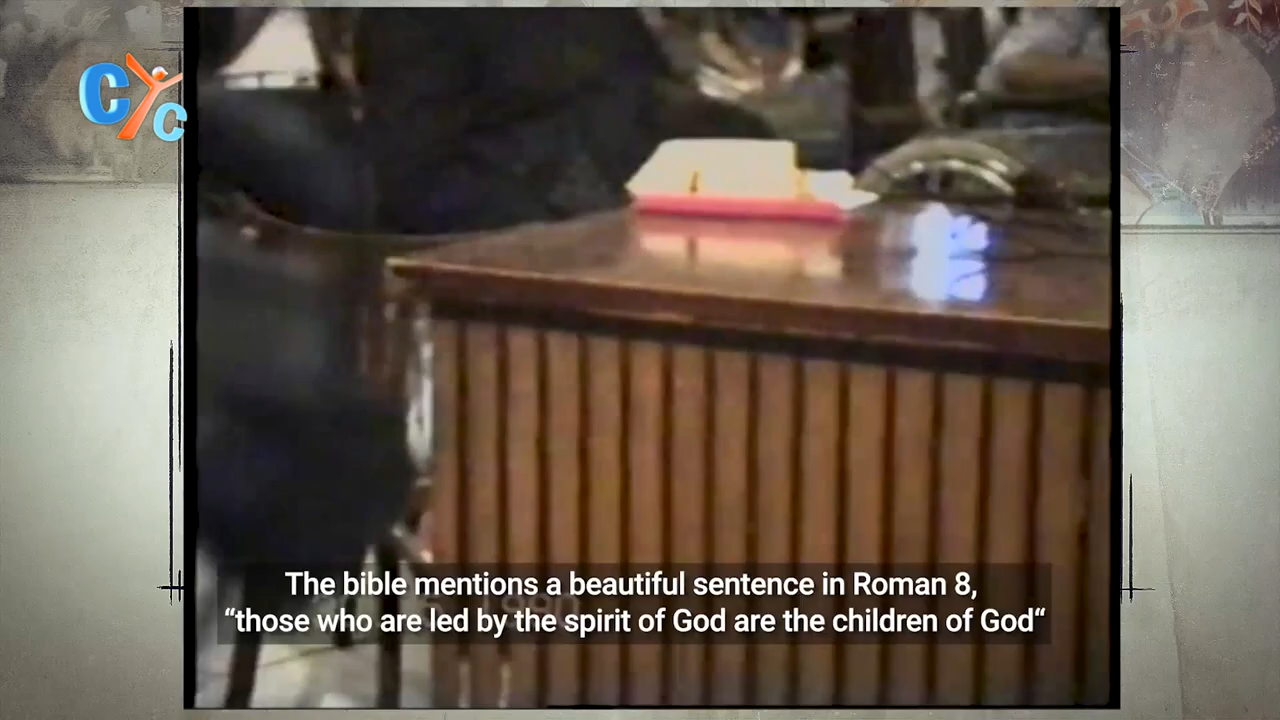 CYC
The bible mentions a beautiful sentence in Roman 8,
“those who are led by the spirit of God are the children of God“